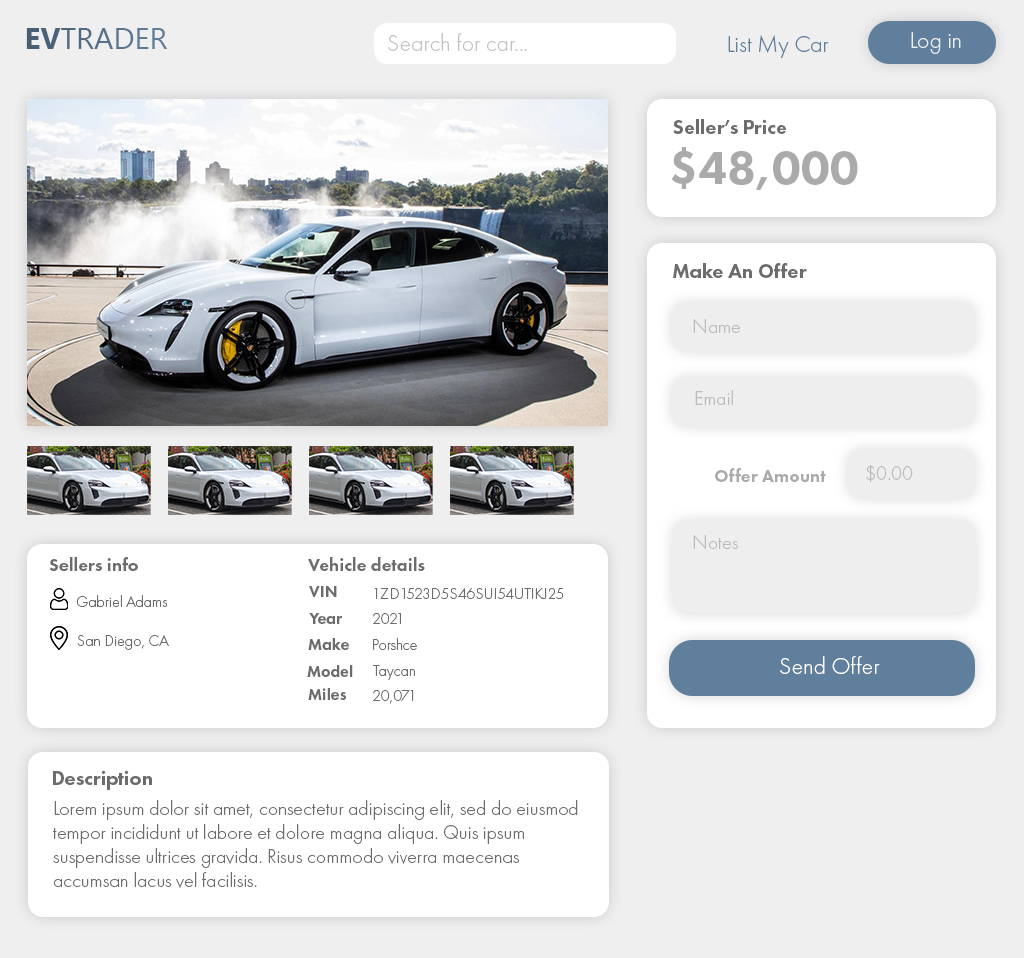 EVTRADER
Search for car...
List My Car
Log in
Seller's Price
$48,000
Make An Offer
Name
Email
Offer Amount
$0.00
Notes
Send Offer
Sellers info
Gabriel Adams
San Diego, CA
Vehicle details
VIN 1ZD1523D5S46SUI54UTIKJ25
Year 2021
Make Porshce
Model Taycan
Miles 20,071
Description
Lorem ipsum dolor sit amet, consectetur adipiscing elit, sed do eiusmod
tempor incididunt ut labore et dolore magna aliqua. Quis ipsum
suspendisse ultrices gravida. Risus commodo viverra maecenas
accumsan lacus vel facilisis.